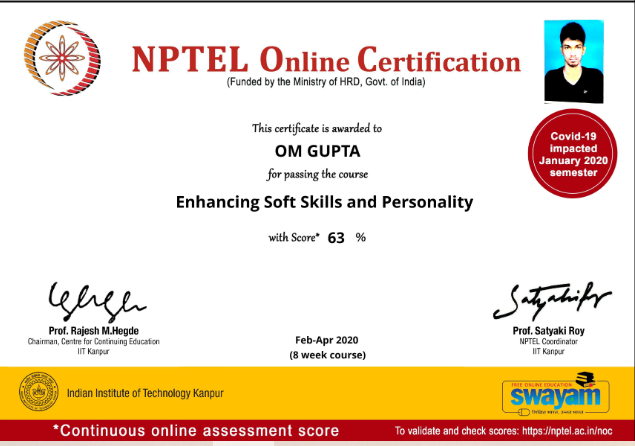 NPTEL Online Certification
(Funded by the Ministry of HRD, Govt. of India)
This certificate is awarded to
OM GUPTA
for passing the course
Enhancing Soft Skills and Personality
with Score* 63 %
Covid-19
impacted
January 2020
semester
Prof. Rajesh M.Hegde
Chairman, Centre for Continuing Education
IIT Kanpur
Feb-Apr 2020
(8 week course)
Prof. Satyaki Roy
NPTEL Coordinator
IIT Kanpur
Indian Institute of Technology Kanpur
FREE ONLINE EDUCATION
swayam
*Continuous online assessment score
To validate and check scores: https://nptel.ac.in/noc